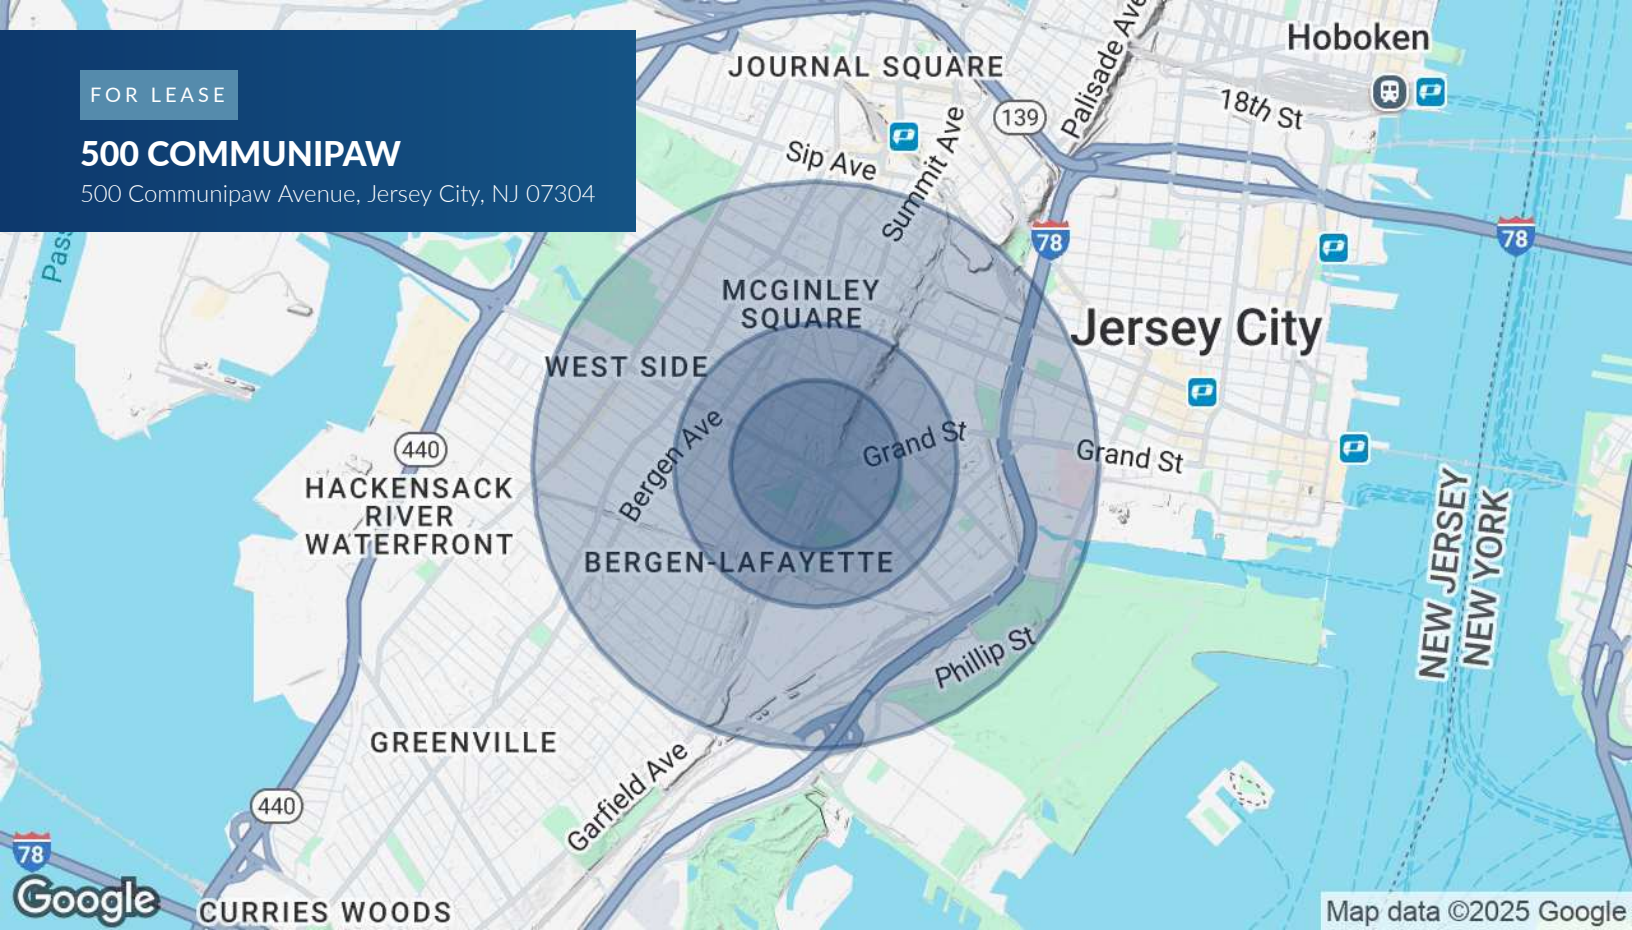 FOR LEASE
500 COMMUNIPAW
500 Communipaw Avenue, Jersey City, NJ 07304
Hoboken
JOURNAL SQUARE
Palisade Ave
139
18th St
Sip Ave
Summit Ave
78
78
Pass
MCGINLEY
SQUARE
Jersey City
WEST SIDE
Bergen Ave
Grand St
Grand St
440
HACKENSACK
RIVER
WATERFRONT
BERGEN-LAFAYETTE
NEW JERSEY
NEW YORK
Phillip St
GREENVILLE
Garfield Ave
440
78
Google
CURRIES WOODS
Map data ©2025 Google